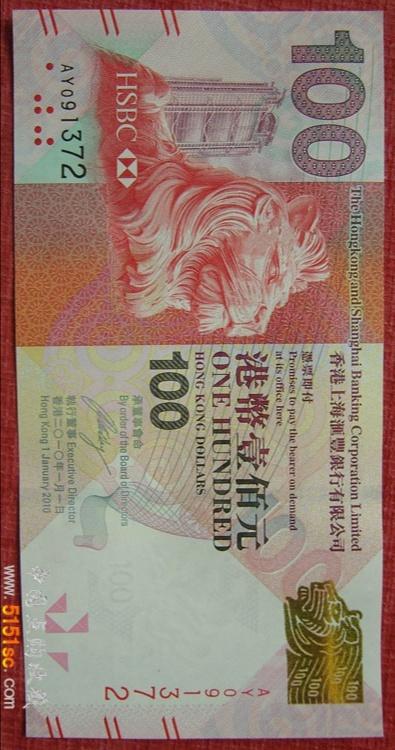 100
AY091372
HSBC
The Hongkong and Shanghai Banking Corporation Limited
香港上海滙豐銀行有限公司
憑票即付
Promises to pay the bearer on demand
at its office here
港幣壹佰元
ONE HUNDRED
HONG KONG DOLLARS
100
承董事會命
By order of the Board of Directors
執行董事 Executive Director
香港二〇一〇年一月一日
Hong Kong 1 January 2010
100
100
100
100
100
AY091372
www.5151sc.com